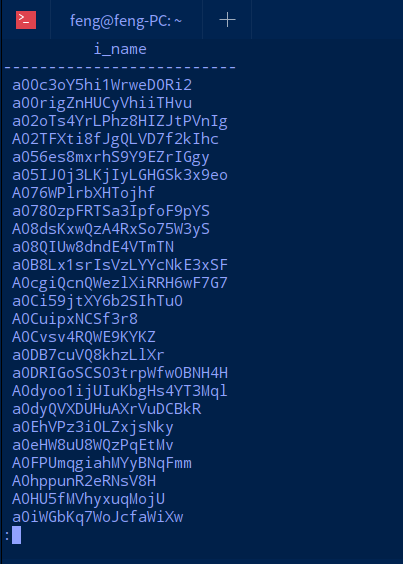 feng@feng-PC: ~
i_name
---------------------------
a00c3oY5hi1WrweD0Ri2
a00rigZnHUCyVhiiTHvu
a02oTs4YrLPhz8HIZJtPVnIg
A02TFXti8fJgQLVD7f2kIhc
a056es8mxrhS9Y9EZrIGgy
a05IJ0j3LKjIyLGHGSk3x9eo
A076WPlrbXHTojhf
a0780zpFRTSa3IpfoF9pYS
A08dsKxwQzA4RxSo75W3yS
a08QIUw8dndE4VTmTN
a0B8Lx1srIsVzLYYcNkE3xSF
A0cgiQcnQWezlXiRRH6wF7G7
a0Ci59jtXY6b2SIhTu0
A0CuipxNCSf3r8
A0Cvsv4RQWE9KYKZ
a0DB7cuVQ8khzLlXr
a0DRIGoSCS03trpWfw0BNH4H
A0dyoo1ijUIuKbgHs4YT3Mql
a0dyQVXDUHuAXrVuDCBkR
a0EhVPz3i0LZxjsNky
a0eHW8uU8WQzPqEtMv
A0FPUmqgiahMYyBNqFmm
A0hppunR2eRNsV8H
A0HU5fMVhyxuqMojU
a0iWGbKq7WoJcfaWiXw
: